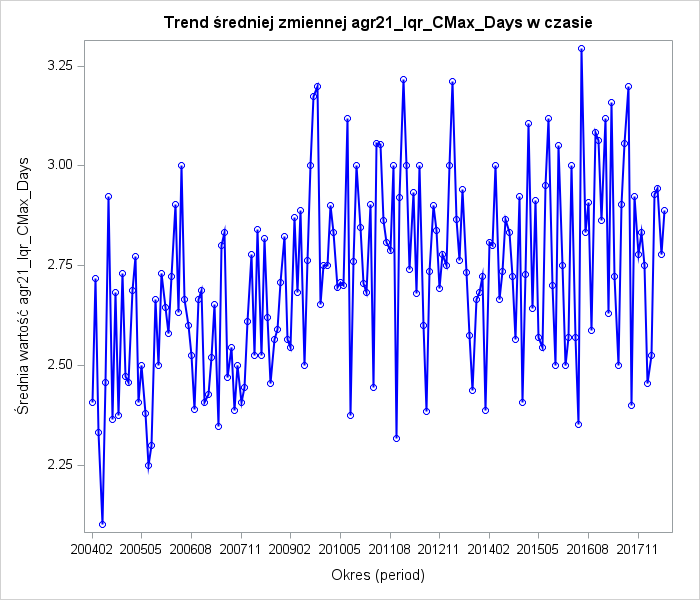 Trend średniej zmiennej agr21_Iqr_CMax_Days w czasie
Średnia wartość agr21_Iqr_CMax_Days
3.25
3.00
2.75
2.50
2.25
200402 200505 200608 200711 200902 201005 201108 201211 201402 201505 201608 201711
Okres (period)